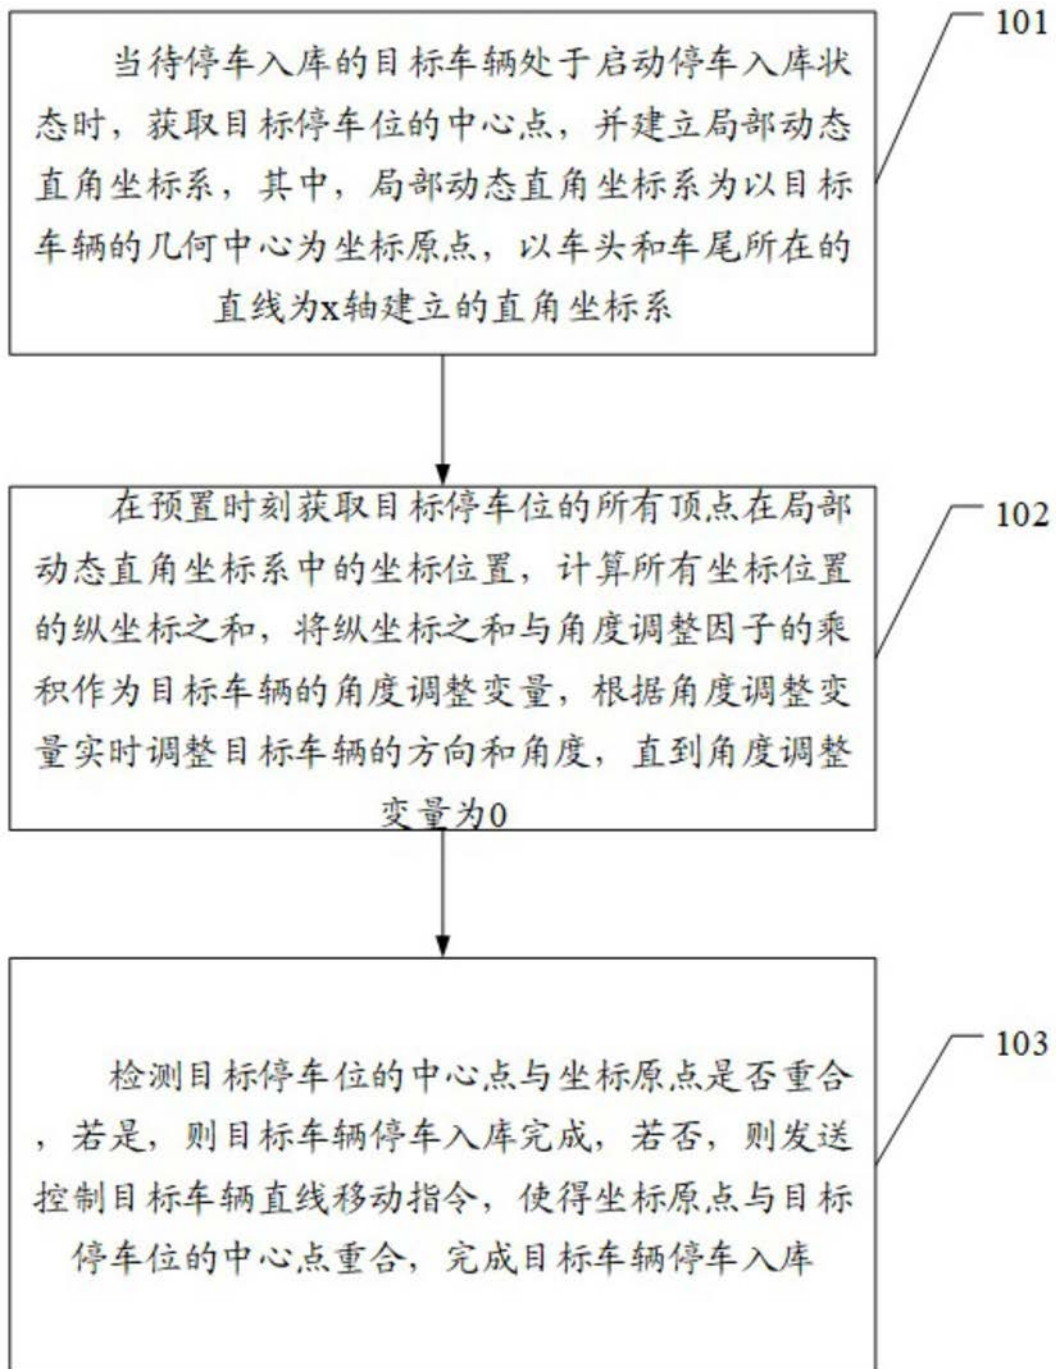 101
当待停车入库的目标车辆处于启动停车入库状
态时，获取目标停车位的中心点，并建立局部动态
直角坐标系，其中，局部动态直角坐标系为以目标
车辆的几何中心为坐标原点，以车头和车尾所在的
直线为x轴建立的直角坐标系
102
在预置时刻获取目标停车位的所有顶点在局部
动态直角坐标系中的坐标位置，计算所有坐标位置
的纵坐标之和，将纵坐标之和与角度调整因子的乘
积作为目标车辆的角度调整变量，根据角度调整变
量实时调整目标车辆的方向和角度，直到角度调整
变量为0
103
检测目标停车位的中心点与坐标原点是否重合
，若是，则目标车辆停车入库完成，若否，则发送
控制目标车辆直线移动指令，使得坐标原点与目标
停车位的中心点重合，完成目标车辆停车入库